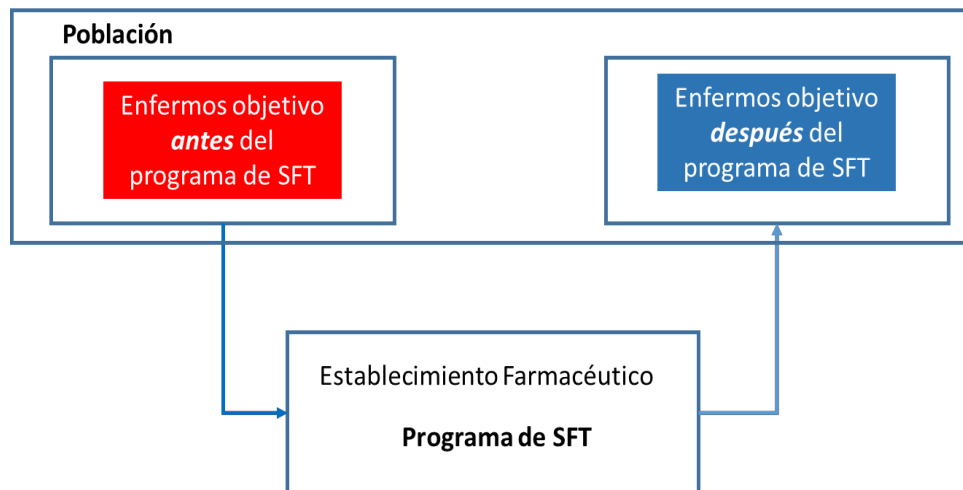 Población
Enfermos objetivo
antes del
programa de SFT
Enfermos objetivo
después del
programa de SFT
Establecimiento Farmacéutico
Programa de SFT